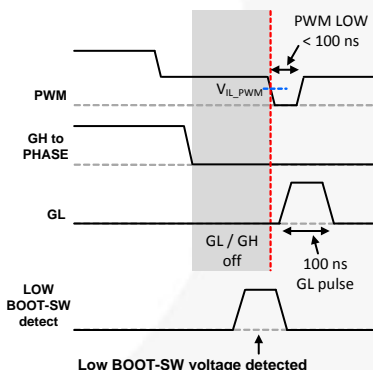 PWM LOW
< 100 ns
VIL_PWM
PWM
GH to
PHASE
GL
GL / GH
off
100 ns
GL pulse
LOW
BOOT-SW
detect
Low BOOT-SW voltage detected